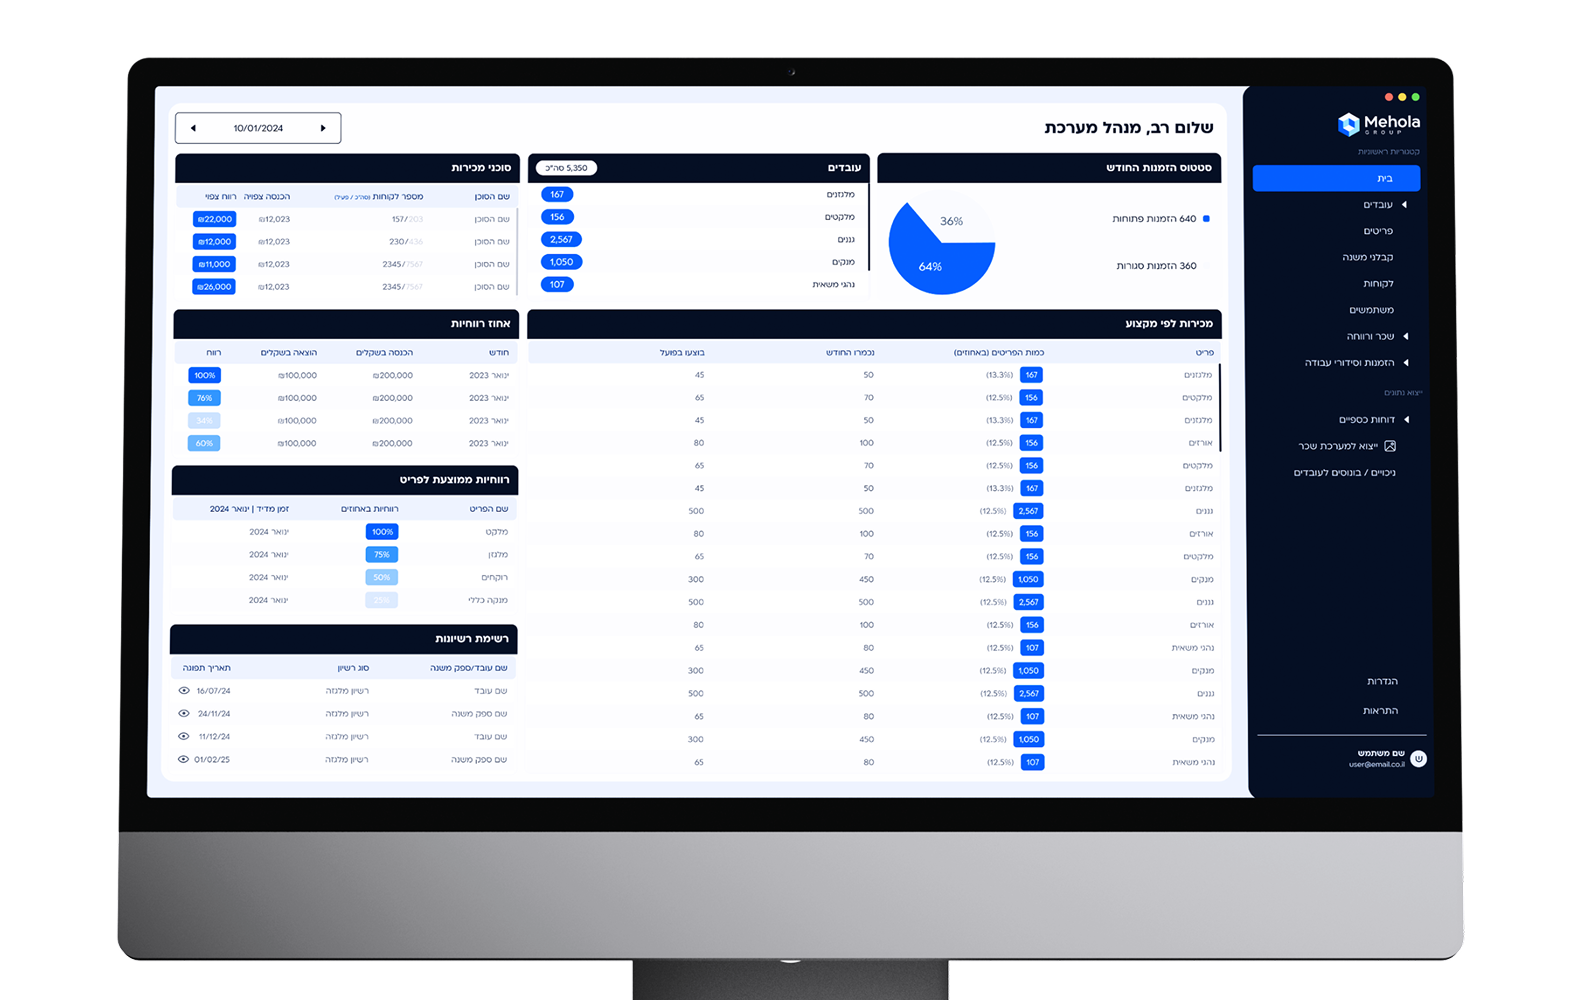 Mehola
GROUP
קטגוריות ראשוניות
בית
עובדים
פריטים
קבלני משנה
לקוחות
משתמשים
שכר ורווחה
הזמנות וסידורי עבודה
ייצוא נתונים
דוחות כספיים
ייצוא למערכת שכר
ניכויים / בונוסים לעובדים
הגדרות
התראות
ש
שם משתמש
user@email.co.il
שלום רב, מנהל מערכת
10/01/2024
סטטוס הזמנות החודש
640 הזמנות פתוחות
360 הזמנות סגורות
36%
64%
עובדים
5,350 סה"כ
מלגזנים 167
מלקטים 156
גננים 2,567
מנקים 1,050
נהגי משאית 107
סוכני מכירות
שם הסוכן מספר לקוחות (סה"כ / פעיל) הכנסה צפויה רווח צפוי
שם הסוכן 157/203 ₪12,023 ₪22,000
שם הסוכן 230/436 ₪12,023 ₪12,000
שם הסוכן 2345/7567 ₪12,023 ₪11,000
שם הסוכן 2345/7567 ₪12,023 ₪26,000
מכירות לפי מקצוע
פריט כמות הפריטים (באחוזים) נכמרו החודש בוצעו בפועל
מלגזנים 167 (13.3%) 50 45
מלקטים 156 (12.5%) 70 65
מלגזנים 167 (13.3%) 50 45
אורזים 156 (12.5%) 100 80
מלקטים 156 (12.5%) 70 65
מלגזנים 167 (13.3%) 50 45
גננים 2,567 (12.5%) 500 500
אורזים 156 (12.5%) 100 80
מלקטים 156 (12.5%) 70 65
מנקים 1,050 (12.5%) 450 300
גננים 2,567 (12.5%) 500 500
אורזים 156 (12.5%) 100 80
נהגי משאית 107 (12.5%) 80 65
מנקים 1,050 (12.5%) 450 300
גננים 2,567 (12.5%) 500 500
נהגי משאית 107 (12.5%) 80 65
מנקים 1,050 (12.5%) 450 300
נהגי משאית 107 (12.5%) 80 65
אחוז רווחיות
חודש הכנסה בשקלים הוצאה בשקלים רווח
ינואר 2023 ₪200,000 ₪100,000 100%
ינואר 2023 ₪200,000 ₪100,000 76%
ינואר 2023 ₪200,000 ₪100,000 34%
ינואר 2023 ₪200,000 ₪100,000 60%
רווחיות ממוצעת לפריט
שם הפריט רווחיות באחוזים זמן מדיד | ינואר 2024
מלקט 100% ינואר 2024
מלגזן 75% ינואר 2024
רוקחים 50% ינואר 2024
מנקה כללי 25% ינואר 2024
רשימת רשיונות
שם עובד/ספק משנה סוג רשיון תאריך תפוגה
שם עובד רשיון מלגזה 16/07/24
שם ספק משנה רשיון מלגזה 24/11/24
שם עובד רשיון מלגזה 11/12/24
שם ספק משנה רשיון מלגזה 01/02/25